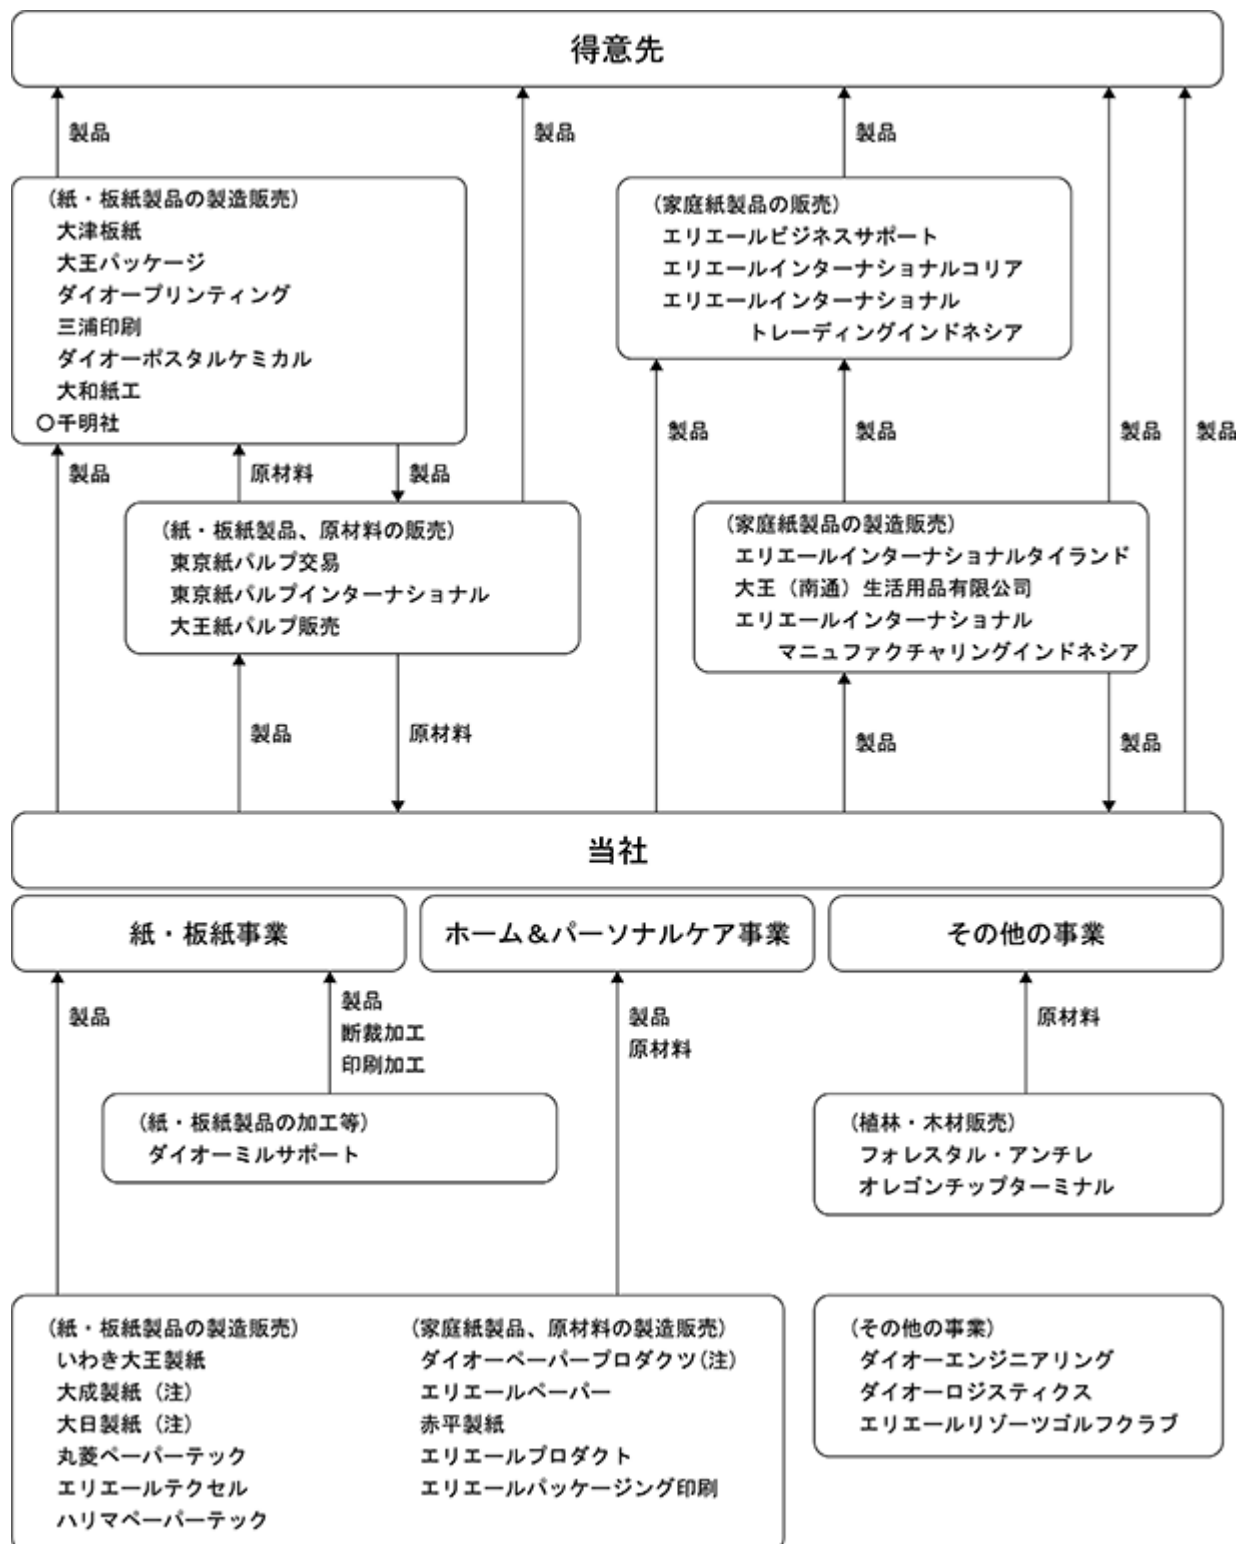 得意先
製品
製品
製品
製品
製品
(紙・板紙製品の製造販売)
大津板紙
大王パッケージ
ダイオープリンティング
三浦印刷
ダイオーポスタルケミカル
大和紙工
○千明社
(家庭紙製品の販売)
エリエールビジネスサポート
エリエールインターナショナルコリア
エリエールインターナショナル
トレーディングインドネシア
製品
原材料
製品
製品
製品
(紙・板紙製品、原材料の販売)
東京紙パルプ交易
東京紙パルプインターナショナル
大王紙パルプ販売
(家庭紙製品の製造販売)
エリエールインターナショナルタイランド
大王(南通)生活用品有限公司
エリエールインターナショナル
マニュファクチャリングインドネシア
製品
原材料
製品
製品
当社
紙・板紙事業
ホーム&パーソナルケア事業
その他の事業
製品
製品
断裁加工
印刷加工
製品
原材料
原材料
(紙・板紙製品の加工等)
ダイオーミルサポート
(植林・木材販売)
フォレスタル・アンチレ
オレゴンチップターミナル
(紙・板紙製品の製造販売)
いわき大王製紙
大成製紙(注)
大日製紙(注)
丸菱ペーパーテック
エリエールテクセル
ハリマペーパーテック
(家庭紙製品、原材料の製造販売)
ダイオーペーパープロダクツ(注)
エリエールペーパー
赤平製紙
エリエールプロダクト
エリエールパッケージング印刷
(その他の事業)
ダイオーエンジニアリング
ダイオーロジスティクス
エリエールリゾーツゴルフクラブ